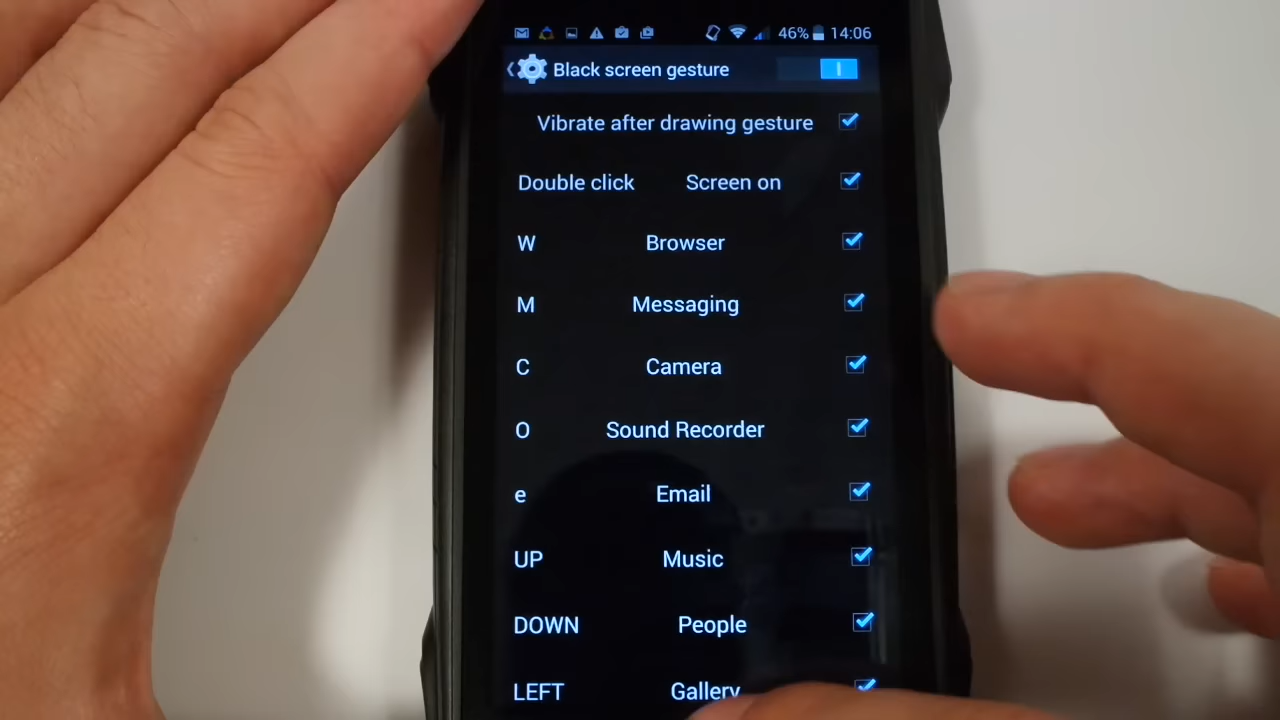 46% 14:06
Black screen gesture
Vibrate after drawing gesture
Double click Screen on
W Browser
M Messaging
C Camera
O Sound Recorder
e Email
UP Music
DOWN People
LEFT Gallery